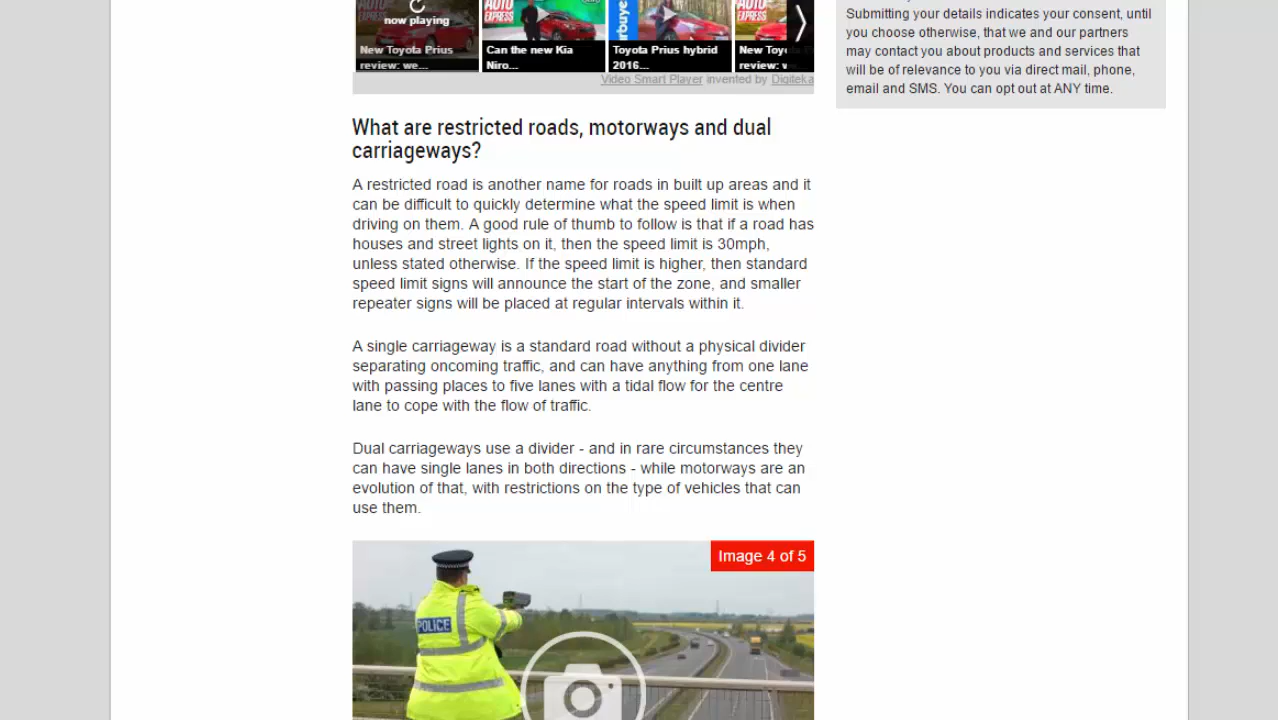 AUTO
EXPRESS
now playing
New Toyota Prius
review: we...
AUTO
EXPRESS
Can the new Kia
Niro...
arbuye
Toyota Prius hybrid
2016...
AUTO
EXPRESS
New Toy
review: w
Video Smart Player invented by Digiteka
Submitting your details indicates your consent, until
you choose otherwise, that we and our partners
may contact you about products and services that
will be of relevance to you via direct mail, phone,
email and SMS. You can opt out at ANY time.
What are restricted roads, motorways and dual
carriageways?
A restricted road is another name for roads in built up areas and it
can be difficult to quickly determine what the speed limit is when
driving on them. A good rule of thumb to follow is that if a road has
houses and street lights on it, then the speed limit is 30mph,
unless stated otherwise. If the speed limit is higher, then standard
speed limit signs will announce the start of the zone, and smaller
repeater signs will be placed at regular intervals within it.
A single carriageway is a standard road without a physical divider
separating oncoming traffic, and can have anything from one lane
with passing places to five lanes with a tidal flow for the centre
lane to cope with the flow of traffic.
Dual carriageways use a divider - and in rare circumstances they
can have single lanes in both directions - while motorways are an
evolution of that, with restrictions on the type of vehicles that can
use them.
Image 4 of 5
POLICE